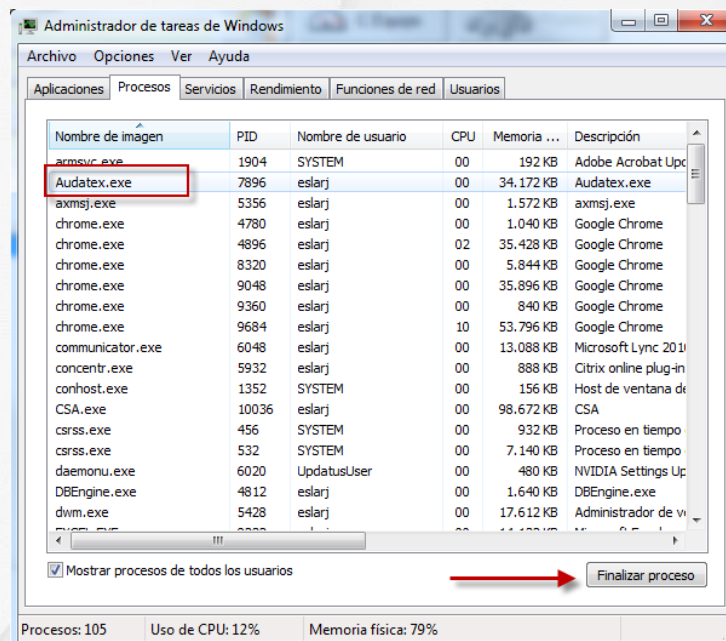 Administrador de tareas de Windows
Archivo Opciones Ver Ayuda
Aplicaciones Procesos Servicios Rendimiento Funciones de red Usuarios
Nombre de imagen PID Nombre de usuario CPU Memoria ... Descripción
armsvc.exe 1904 SYSTEM 00 192 KB Adobe Acrobat Upd
Audatex.exe 7896 eslarj 00 34.172 KB Audatex.exe
axmsj.exe 5356 eslarj 00 1.572 KB axmsj.exe
chrome.exe 4780 eslarj 00 1.040 KB Google Chrome
chrome.exe 4896 eslarj 02 35.428 KB Google Chrome
chrome.exe 8320 eslarj 00 5.844 KB Google Chrome
chrome.exe 9048 eslarj 00 35.896 KB Google Chrome
chrome.exe 9360 eslarj 00 840 KB Google Chrome
chrome.exe 9684 eslarj 10 53.796 KB Google Chrome
communicator.exe 6048 eslarj 00 13.088 KB Microsoft Lync 201
concentr.exe 5932 eslarj 00 888 KB Citrix online plug-in
conhost.exe 1352 SYSTEM 00 156 KB Host de ventana de
CSA.exe 10036 eslarj 00 98.672 KB CSA
csrss.exe 456 SYSTEM 00 932 KB Proceso en tiempo
csrss.exe 532 SYSTEM 00 7.140 KB Proceso en tiempo
daemonu.exe 6020 UpdatusUser 00 480 KB NVIDIA Settings Up
DBEngine.exe 4812 eslarj 00 1.640 KB DBEngine.exe
dwm.exe 5428 eslarj 00 17.612 KB Administrador de v
Mostrar procesos de todos los usuarios
Finalizar proceso
Procesos: 105 Uso de CPU: 12% Memoria física: 79%